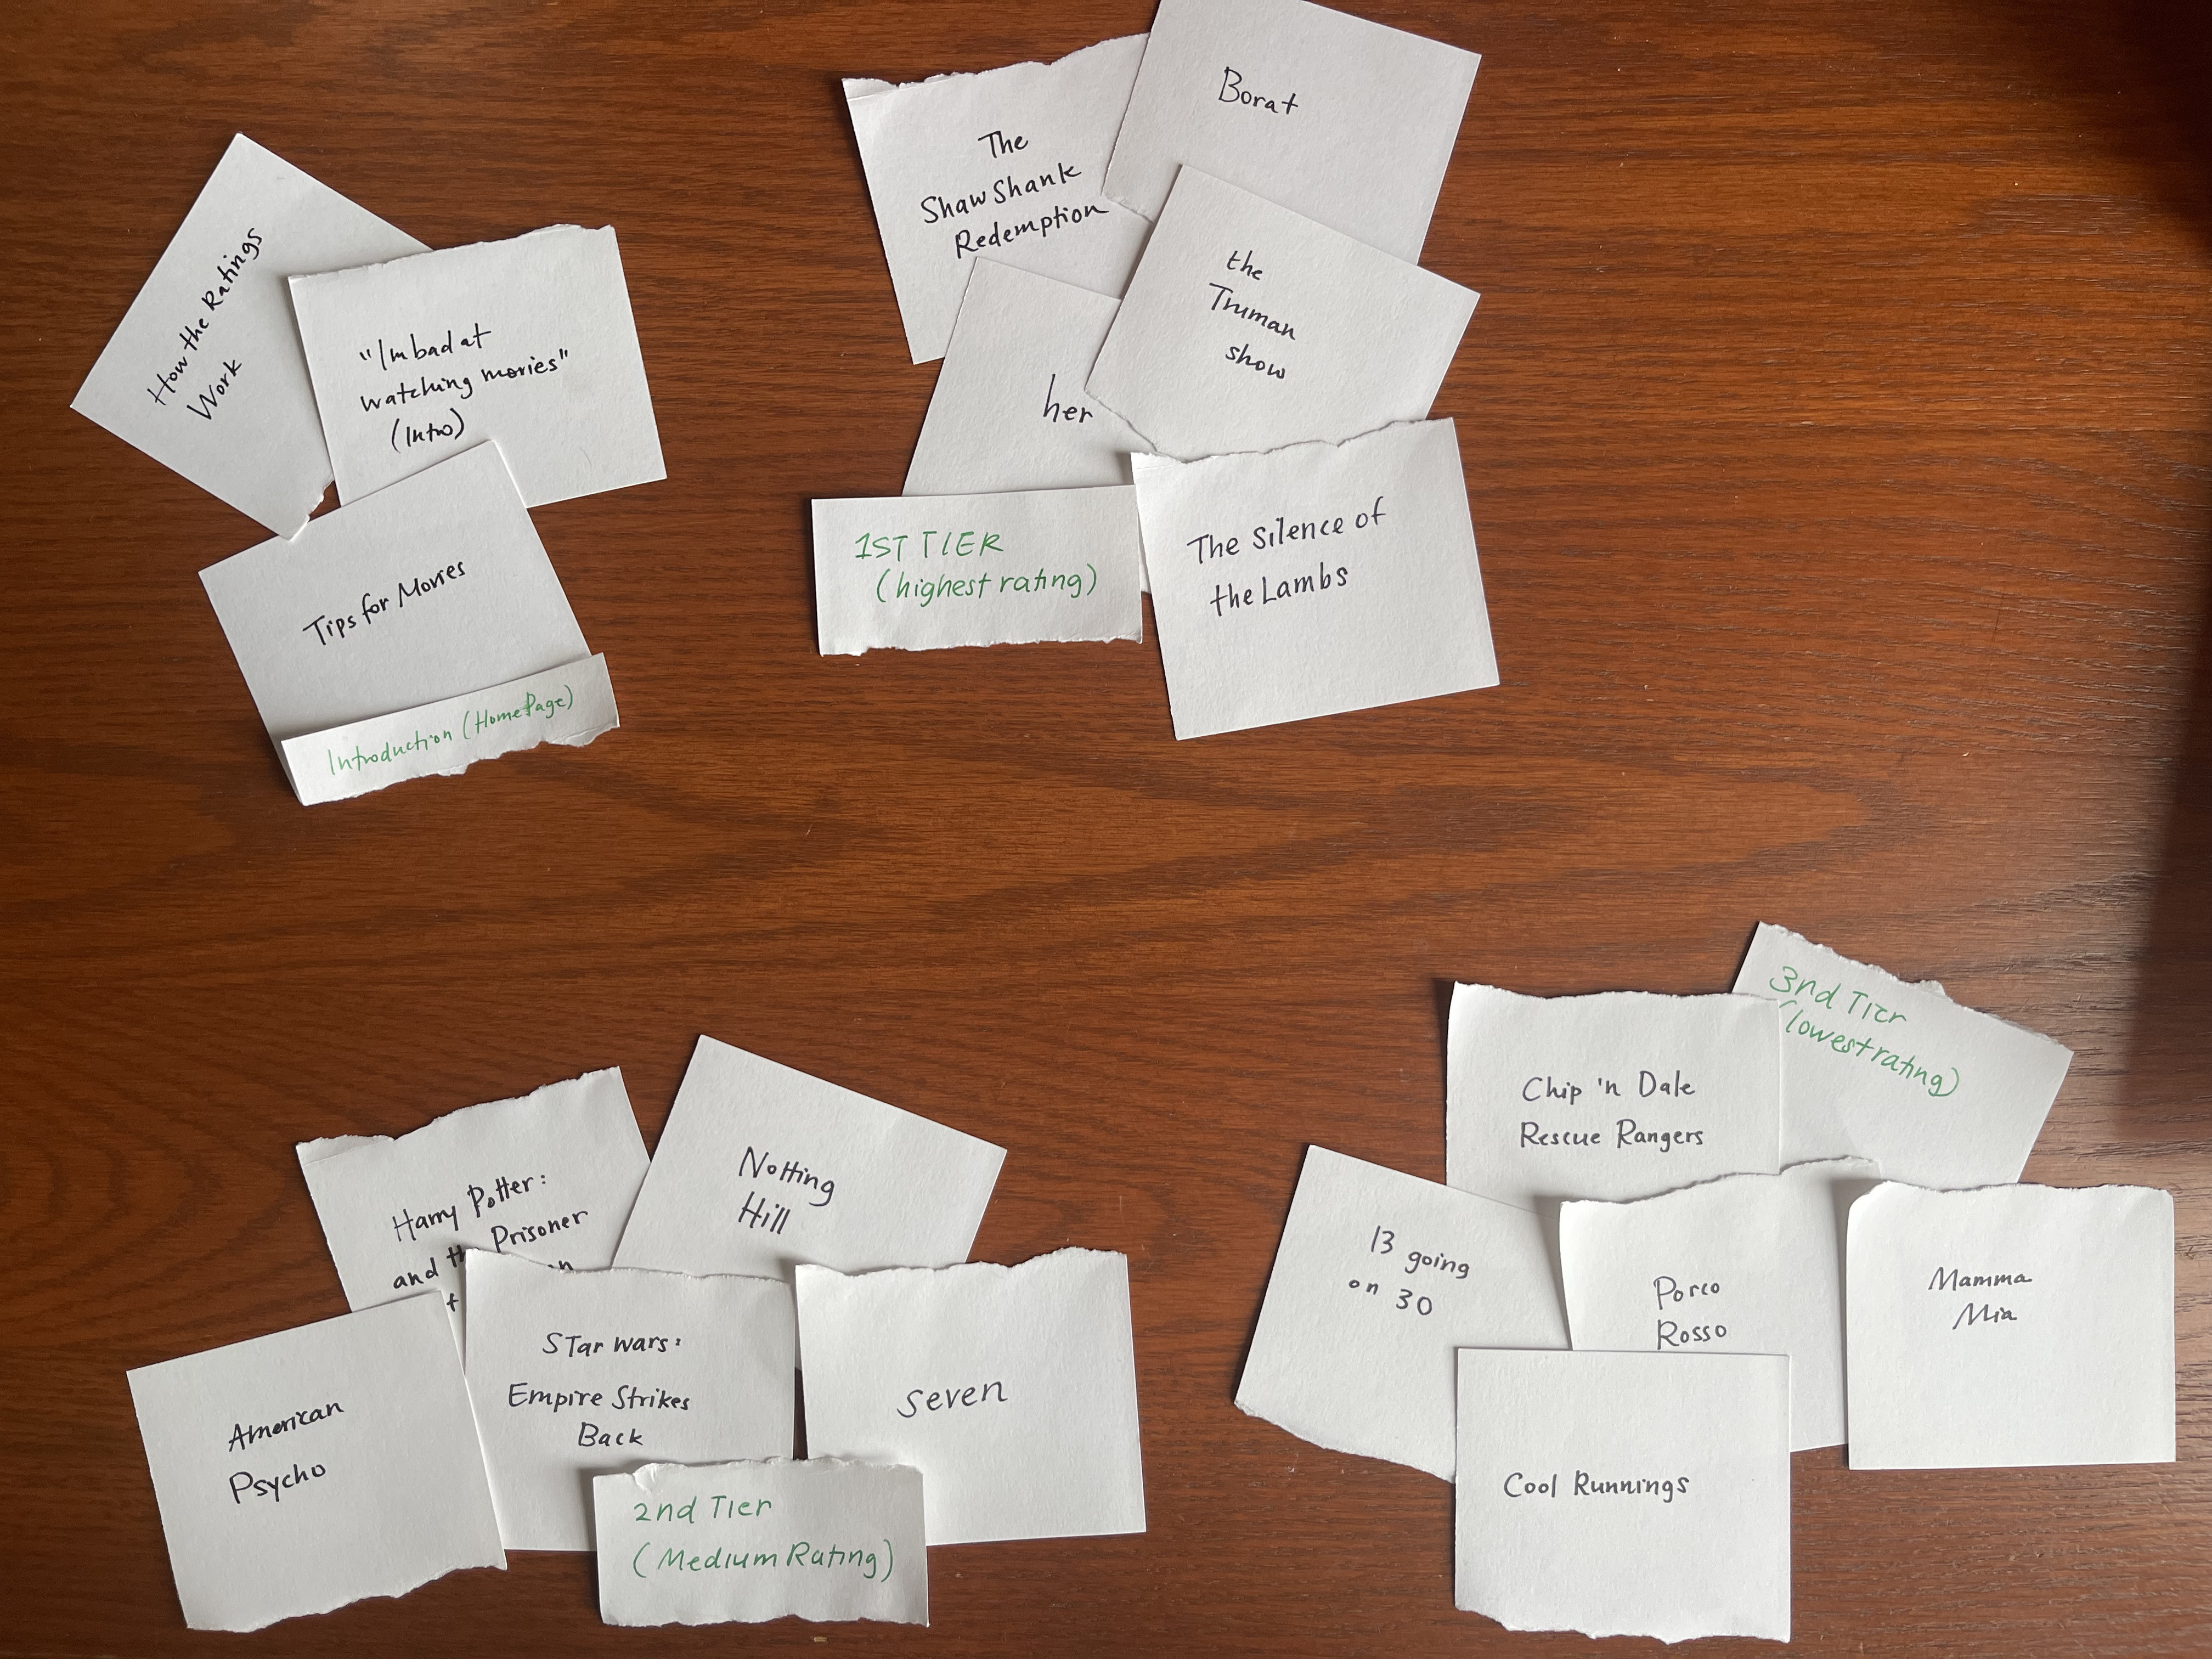 How the Ratings
Work
"I'm bad at
watching movies"
(Intro)
Tips for Movies
Introduction (HomePage)
The
ShawShank
Redemption
Borat
the
Truman
show
her
1ST TIER
(highest rating)
The Silence of
the Lambs
Harry Potter:
and th Prisoner
Notting
Hill
American
Psycho
STar wars:
Empire Strikes
Back
seven
2nd Tier
(Medium Rating)
3nd Tier
(lowest rating)
Chip 'n Dale
Rescue Rangers
13 going
on 30
Porco
Rosso
Mamma
Mia
Cool Runnings